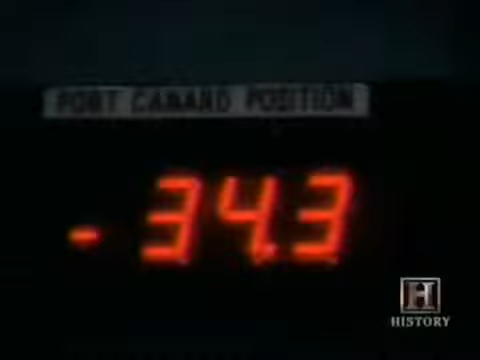 PORT CANARD POSITION
- 34.3
H
HISTORY